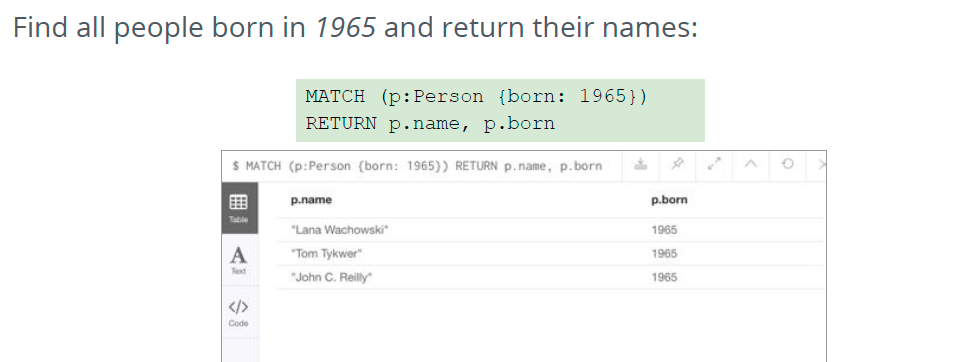 Find all people born in 1965 and return their names:
MATCH (p:Person {born: 1965})
RETURN p.name, p.born
$ MATCH (p:Person {born: 1965}) RETURN p.name, p.born
Table
p.name p.born
"Lana Wachowski" 1965
"Tom Tykwer" 1965
"John C. Reilly" 1965
A
Text
</>
Code